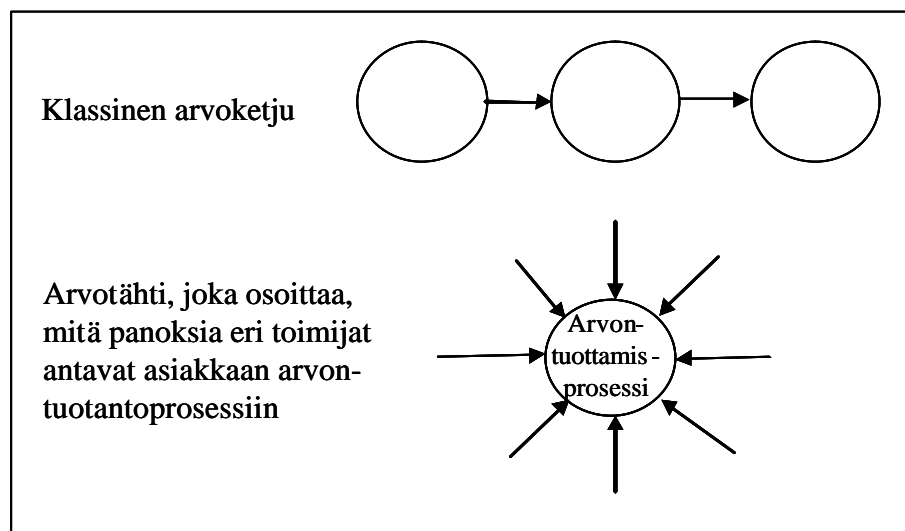 Klassinen arvoketju
Arvotähti, joka osoittaa,
mitä panoksia eri toimijat
antavat asiakkaan arvon-
tuotantoprosessiin
Arvon-
tuottamis-
prosessi